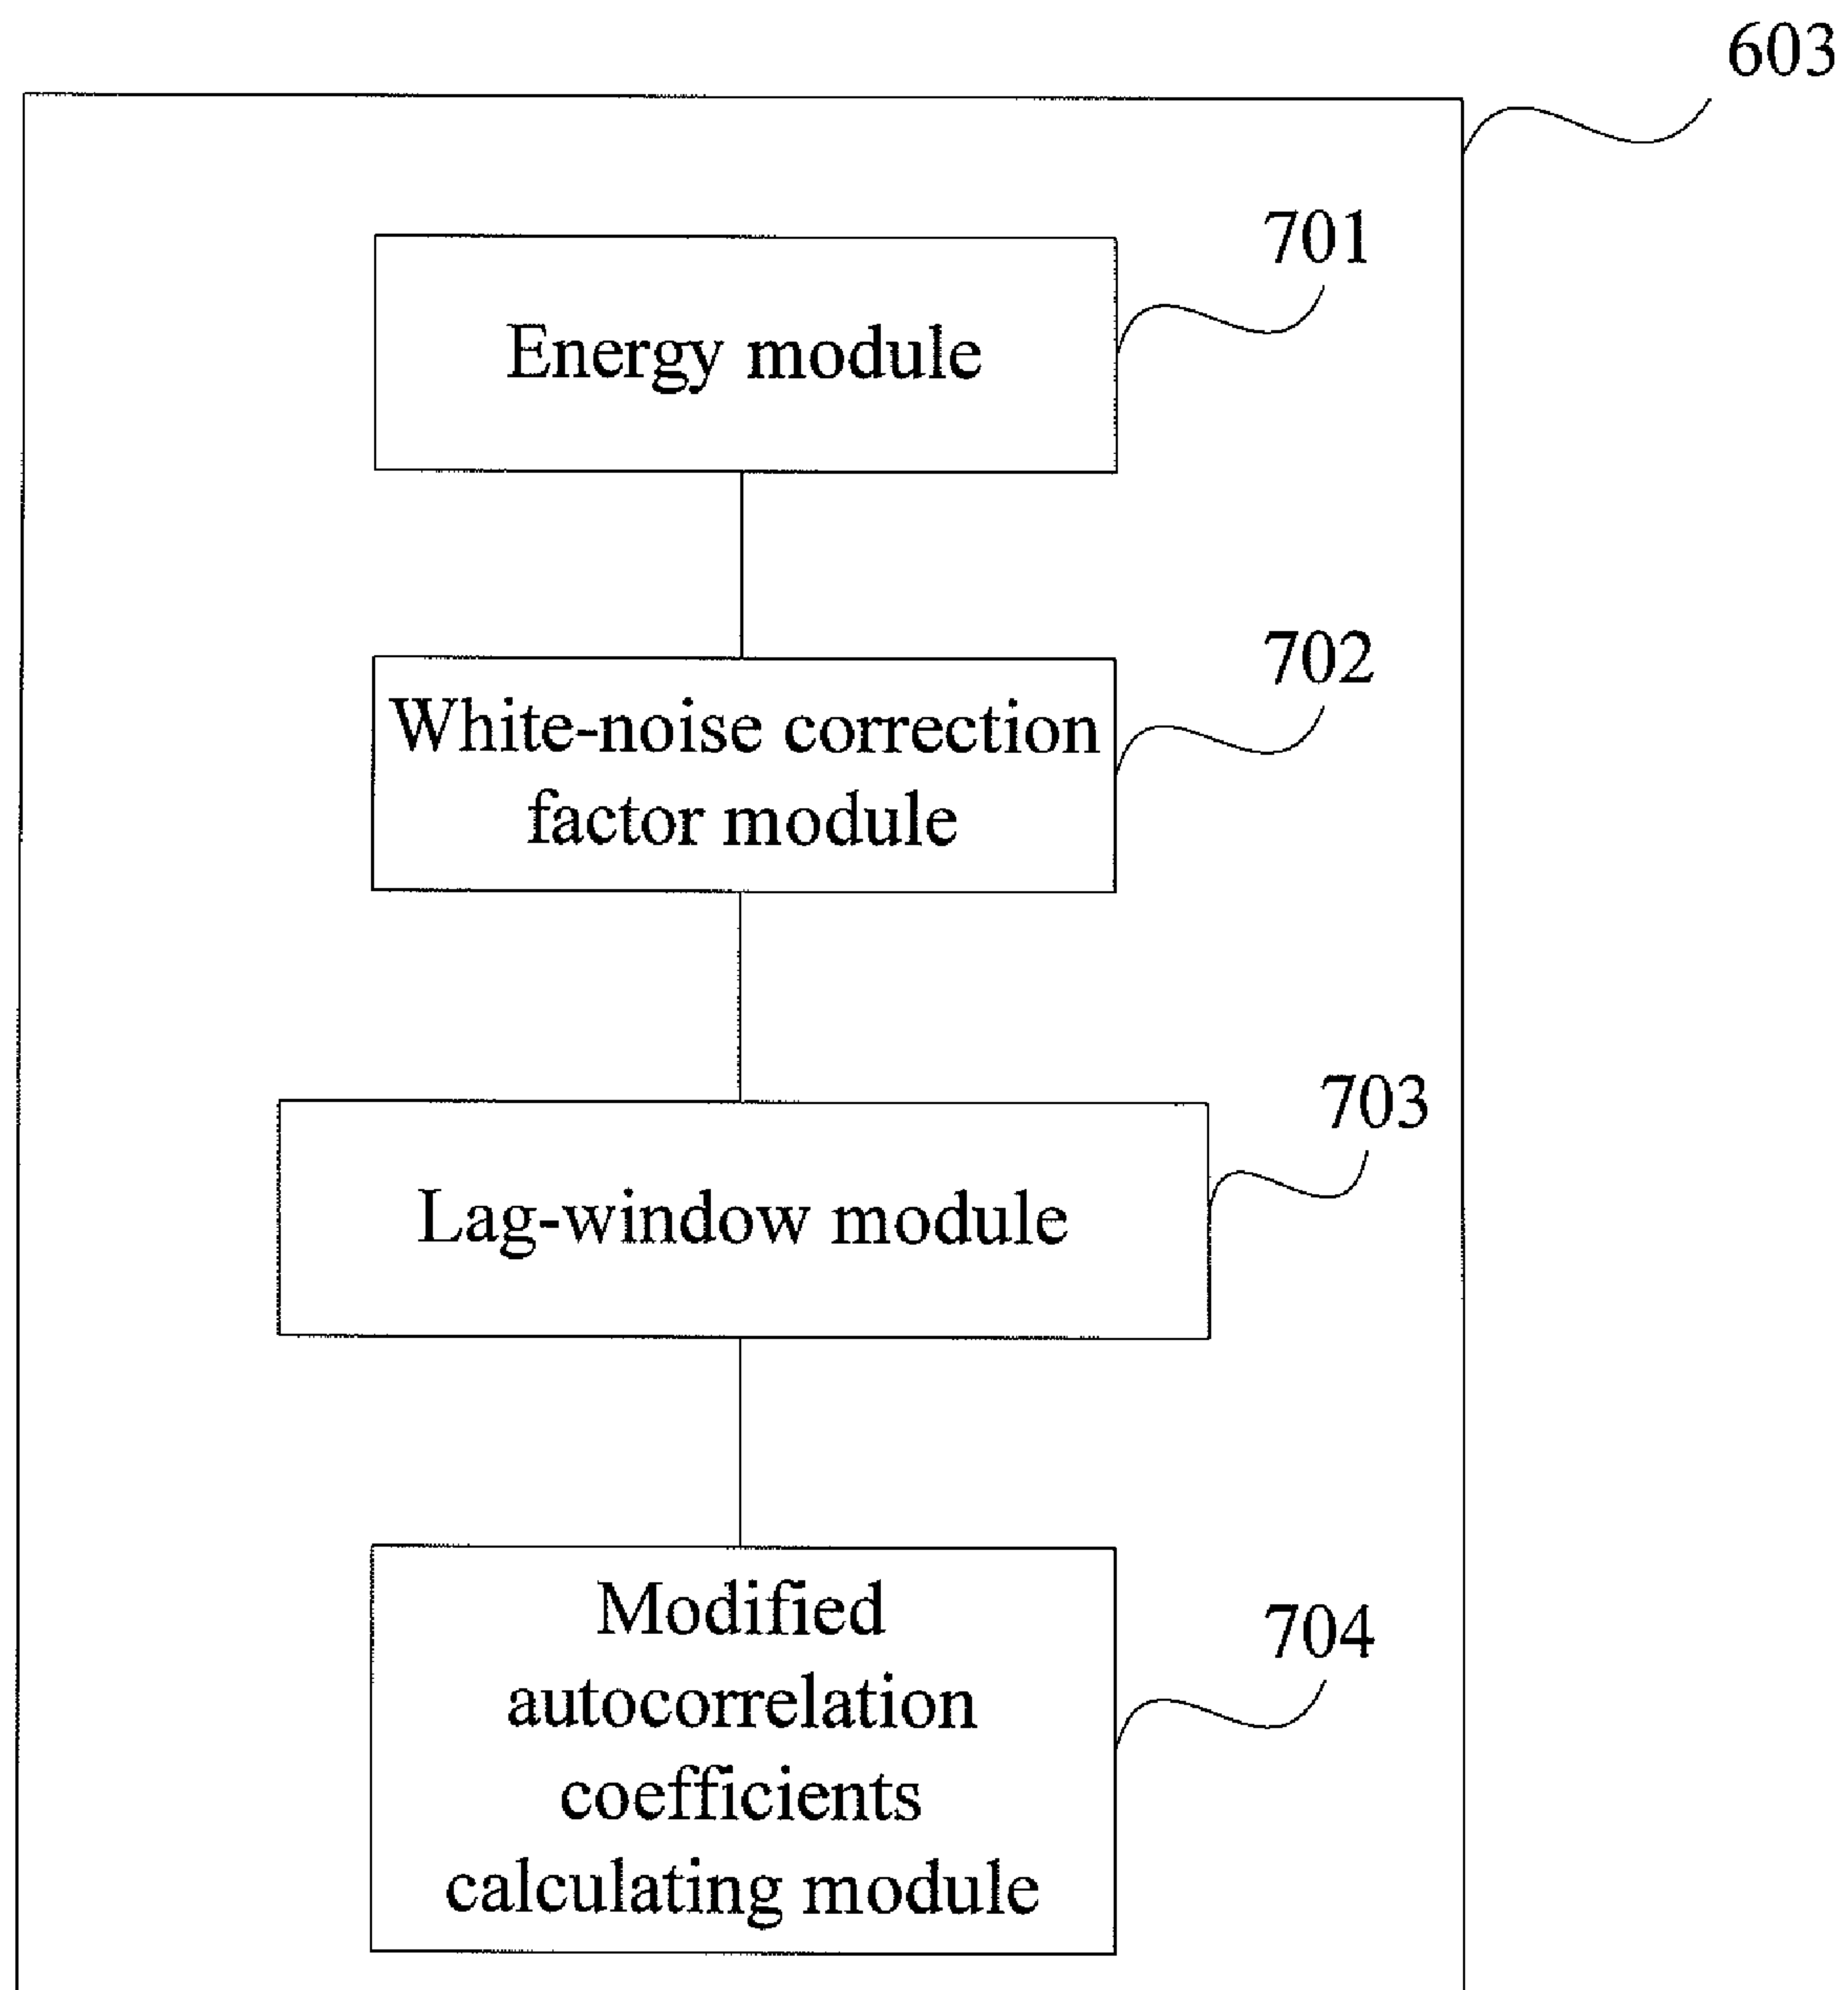 603
701
Energy module
702
White-noise correction
factor module
703
Lag-window module
Modified
704
autocorrelation
coefficients
calculating module